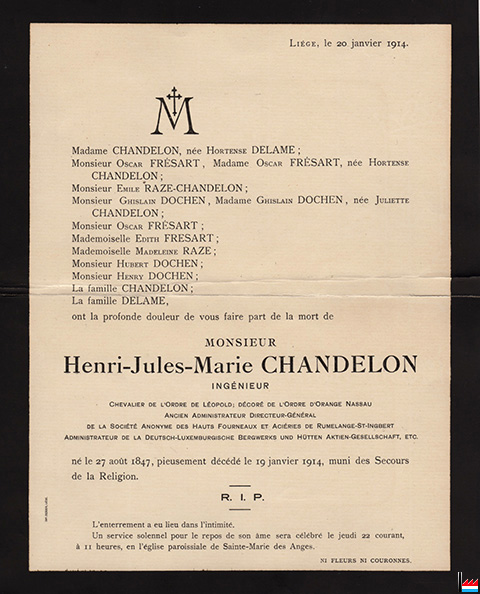 Liége, le 20 janvier 1914.
M
Madame CHANDELON, née Hortense DELAME ;
Monsieur Oscar FRÉSART, Madame Oscar FRÉSART, née Hortense
CHANDELON ;
Monsieur Emile RAZE-CHANDELON ;
Monsieur Ghislain DOCHEN, Madame Ghislain DOCHEN, née Juliette
CHANDELON ;
Monsieur Oscar FRÉSART ;
Mademoiselle Edith FRESART ;
Mademoiselle Madeleine RAZE ;
Monsieur Hubert DOCHEN ;
Monsieur Henry DOCHEN ;
La famille CHANDELON ;
La famille DELAME,
ont la profonde douleur de vous faire part de la mort de
MONSIEUR
Henri-Jules-Marie CHANDELON
INGÉNIEUR
Chevalier de l'Ordre de Léopold; décoré de l'Ordre d'Orange Nassau
Ancien Administrateur Directeur-Général
de la Société Anonyme des Hauts Fourneaux et Aciéries de Rumelange-St-Ingbert
Administrateur de la Deutsch-Luxemburgische Bergwerks und Hütten Aktien-Gesellschaft, etc.
né le 27 août 1847, pieusement décédé le 19 janvier 1914, muni des Secours
de la Religion.
R. I. P.
L'enterrement a eu lieu dans l'intimité.
Un service solennel pour le repos de son âme sera célébré le jeudi 22 courant,
à 11 heures, en l'église paroissiale de Sainte-Marie des Anges.
NI FLEURS NI COURONNES.